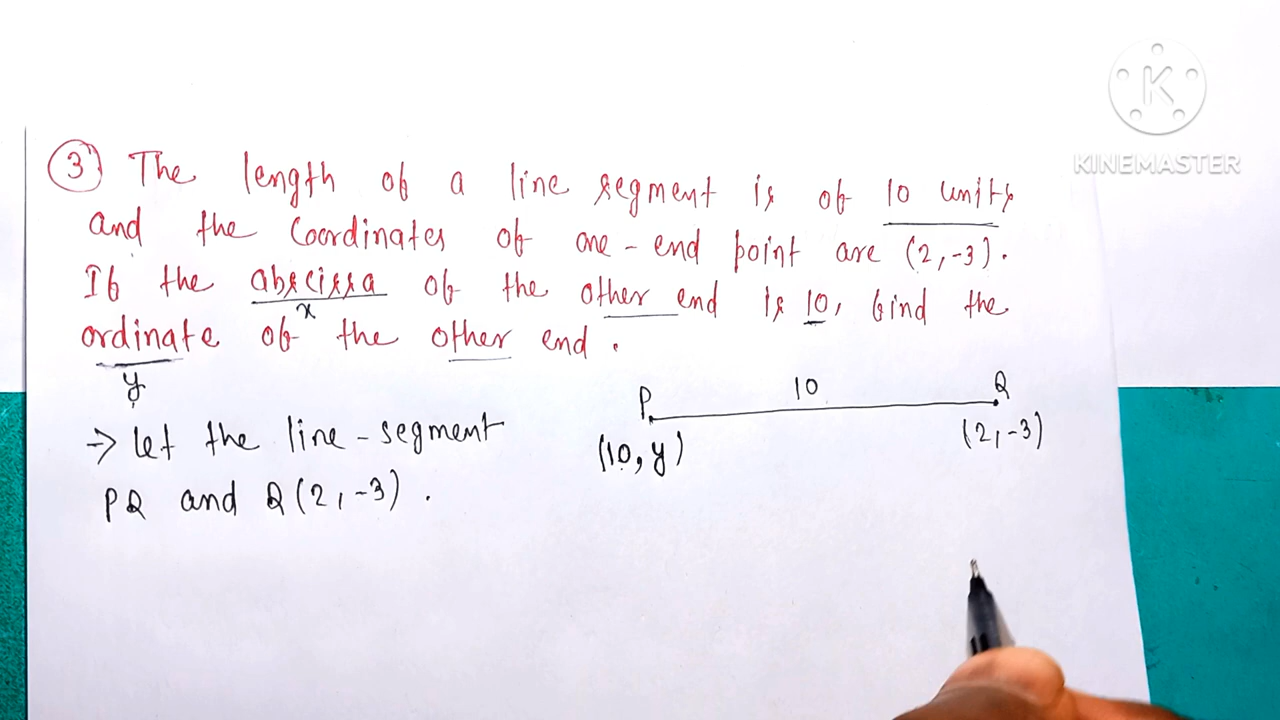 K
KINEMASTER
3 The length of a line segment is of 10 units
and the coordinates of one-end point are (2,-3).
If the abscissa of the other end is 10, find the
x
ordinate of the other end.
y
P 10 Q
(10, y) (2,-3)
→ Let the line-segment
PQ and Q(2,-3).